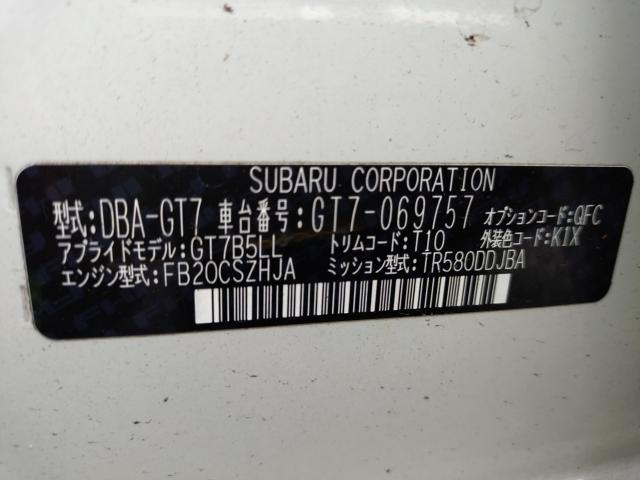 SUBARU CORPORATION
型式:DBA-GT7 車台番号:GT7-069757 オプションコード:QFC
アプライドモデル:GT7B5LL トリムコード:T10 外装色コード:K1X
エンジン型式:FB20CSZHJA ミッション型式:TR580DDJBA